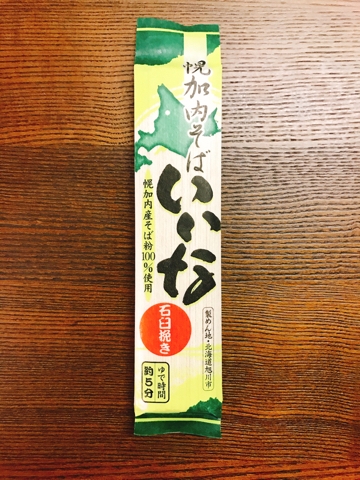 幌加内そば
いいな
幌加内産そば粉100%使用
石臼挽き
製めん地・北海道旭川市
ゆで時間
約5分